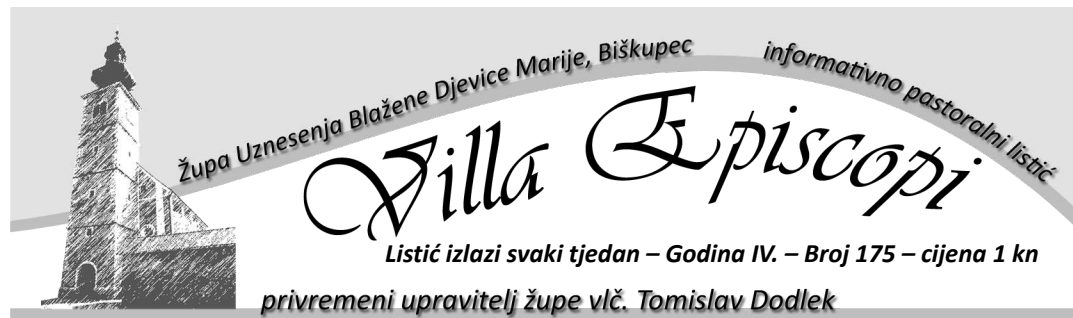 Župa Uznesenja Blažene Djevice Marije, Biškupec
informativno pastoralni listić
Villa Episcopi
Listić izlazi svaki tjedan – Godina IV. – Broj 175 – cijena 1 kn
privremeni upravitelj župe vlč. Tomislav Dodlek